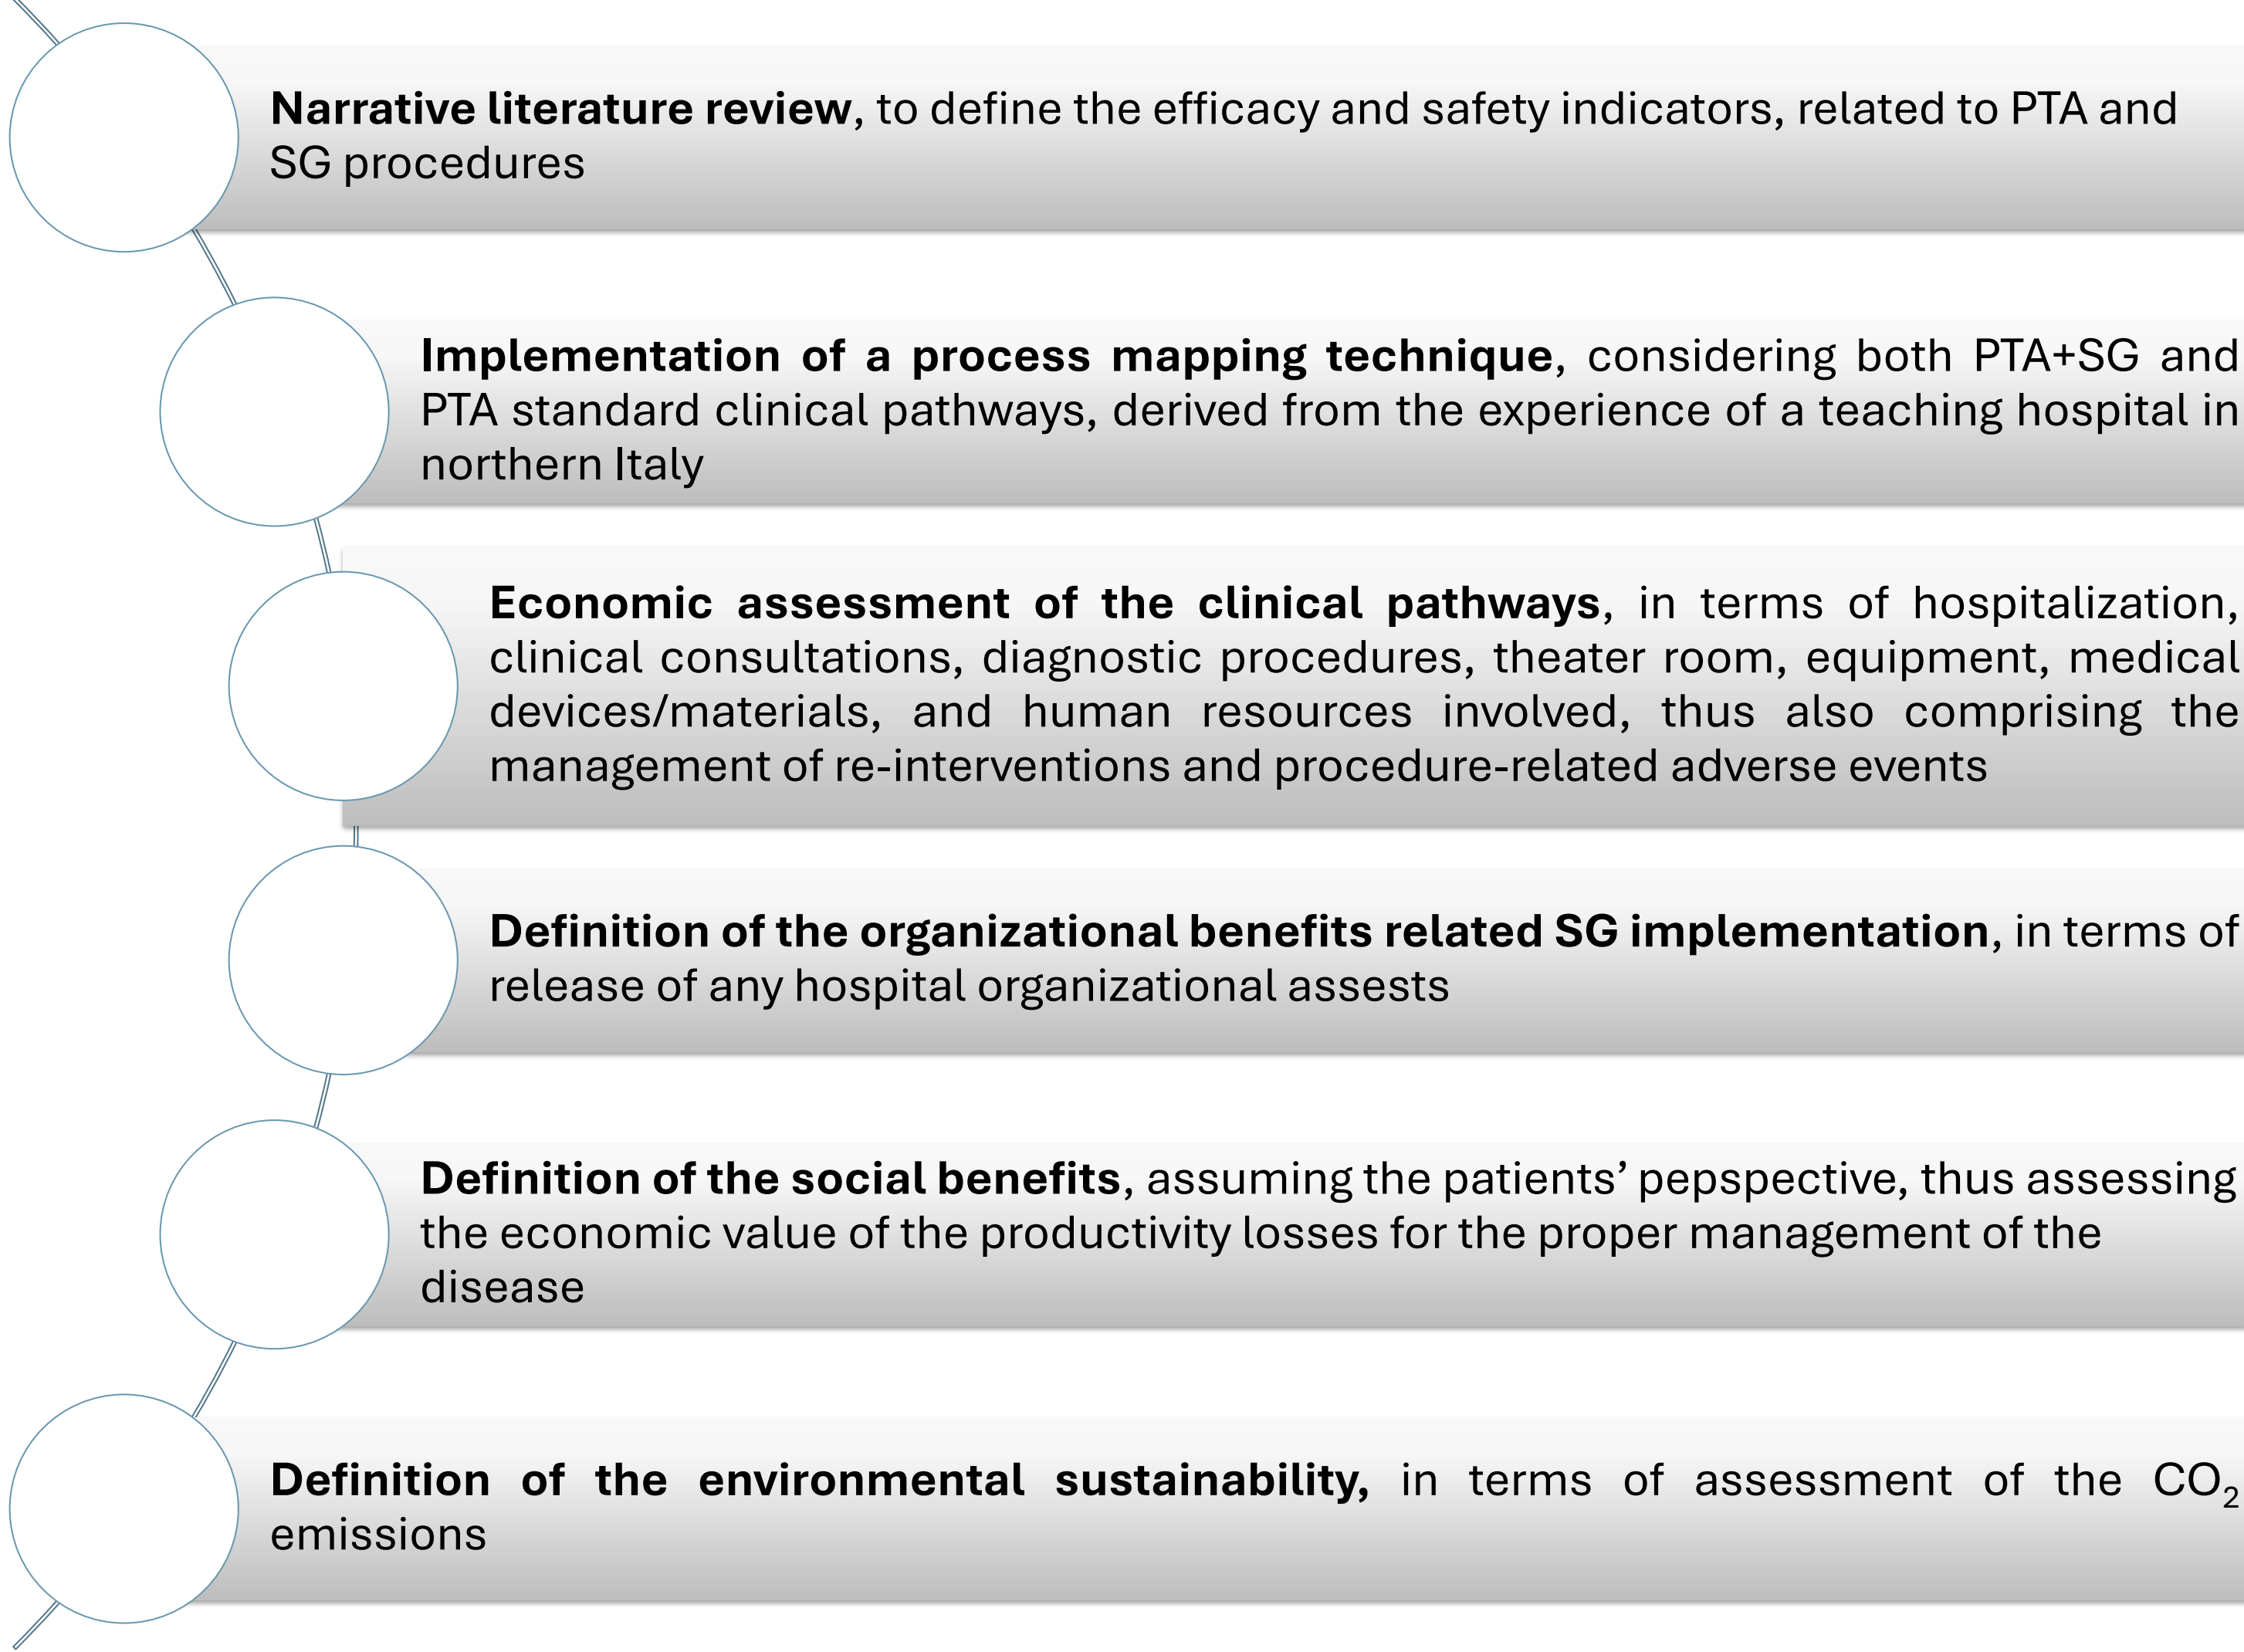 Narrative literature review, to define the efficacy and safety indicators, related to PTA and
SG procedures
Implementation of a process mapping technique, considering both PTA+SG and
PTA standard clinical pathways, derived from the experience of a teaching hospital in
northern Italy
Economic assessment of the clinical pathways, in terms of hospitalization,
clinical consultations, diagnostic procedures, theater room, equipment, medical
devices/materials, and human resources involved, thus also comprising the
management of re-interventions and procedure-related adverse events
Definition of the organizational benefits related SG implementation, in terms of
release of any hospital organizational assests
Definition of the social benefits, assuming the patients’ pepspective, thus assessing
the economic value of the productivity losses for the proper management of the
disease
Definition of the environmental sustainability, in terms of assessment of the CO₂
emissions